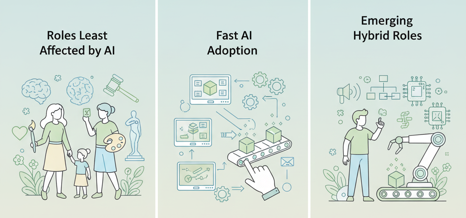 Roles Least
Affected by AI
Fast AI
Adoption
Emerging
Hybrid Roles